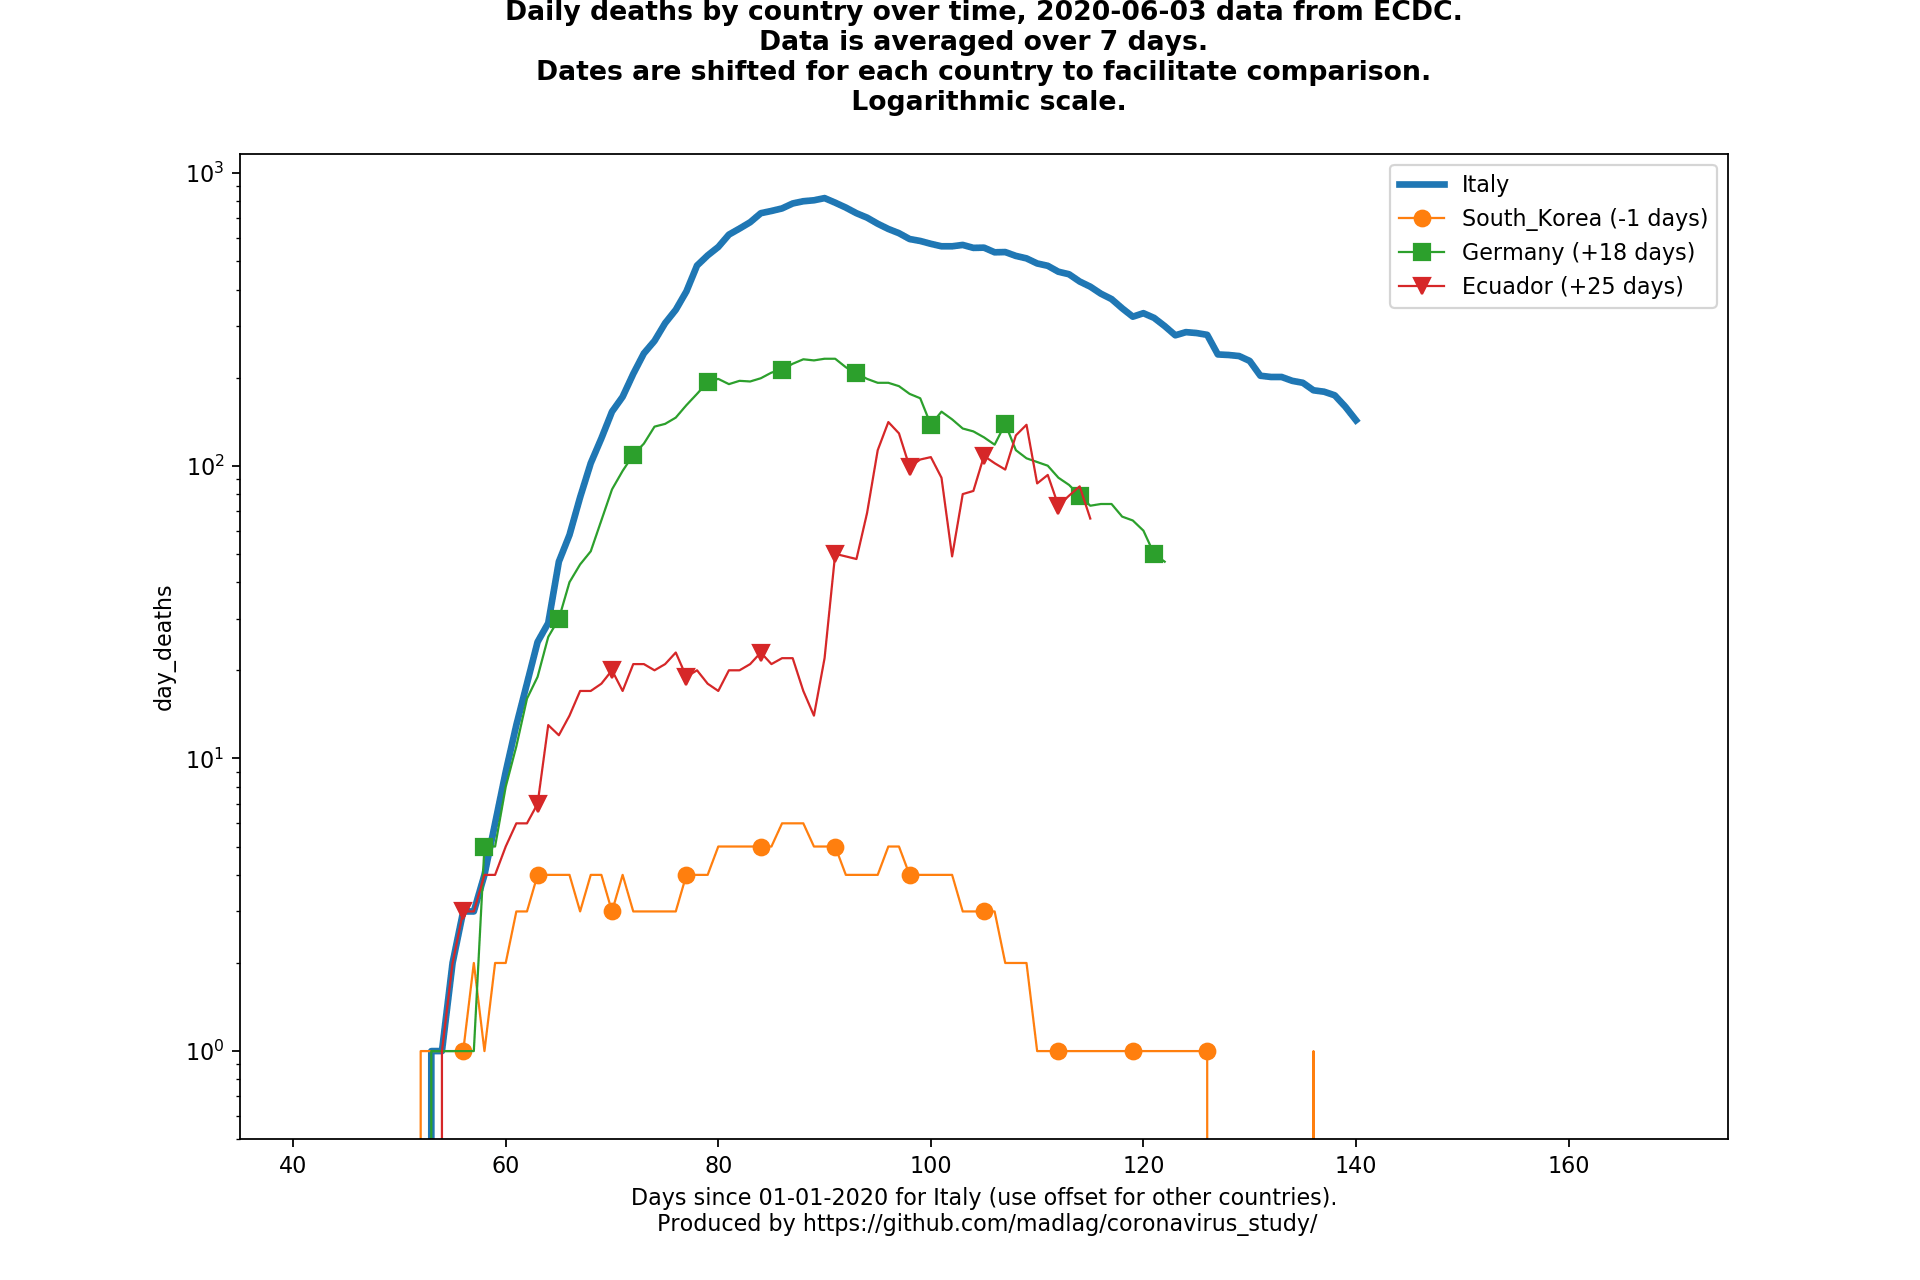 Daily deaths by country over time, 2020-06-03 data from ECDC.
Data is averaged over 7 days.
Dates are shifted for each country to facilitate comparison.
Logarithmic scale.
10³
10²
10¹
10⁰
day_deaths
Italy
South_Korea (-1 days)
Germany (+18 days)
Ecuador (+25 days)
40 60 80 100 120 140 160
Days since 01-01-2020 for Italy (use offset for other countries).
Produced by https://github.com/madlag/coronavirus_study/